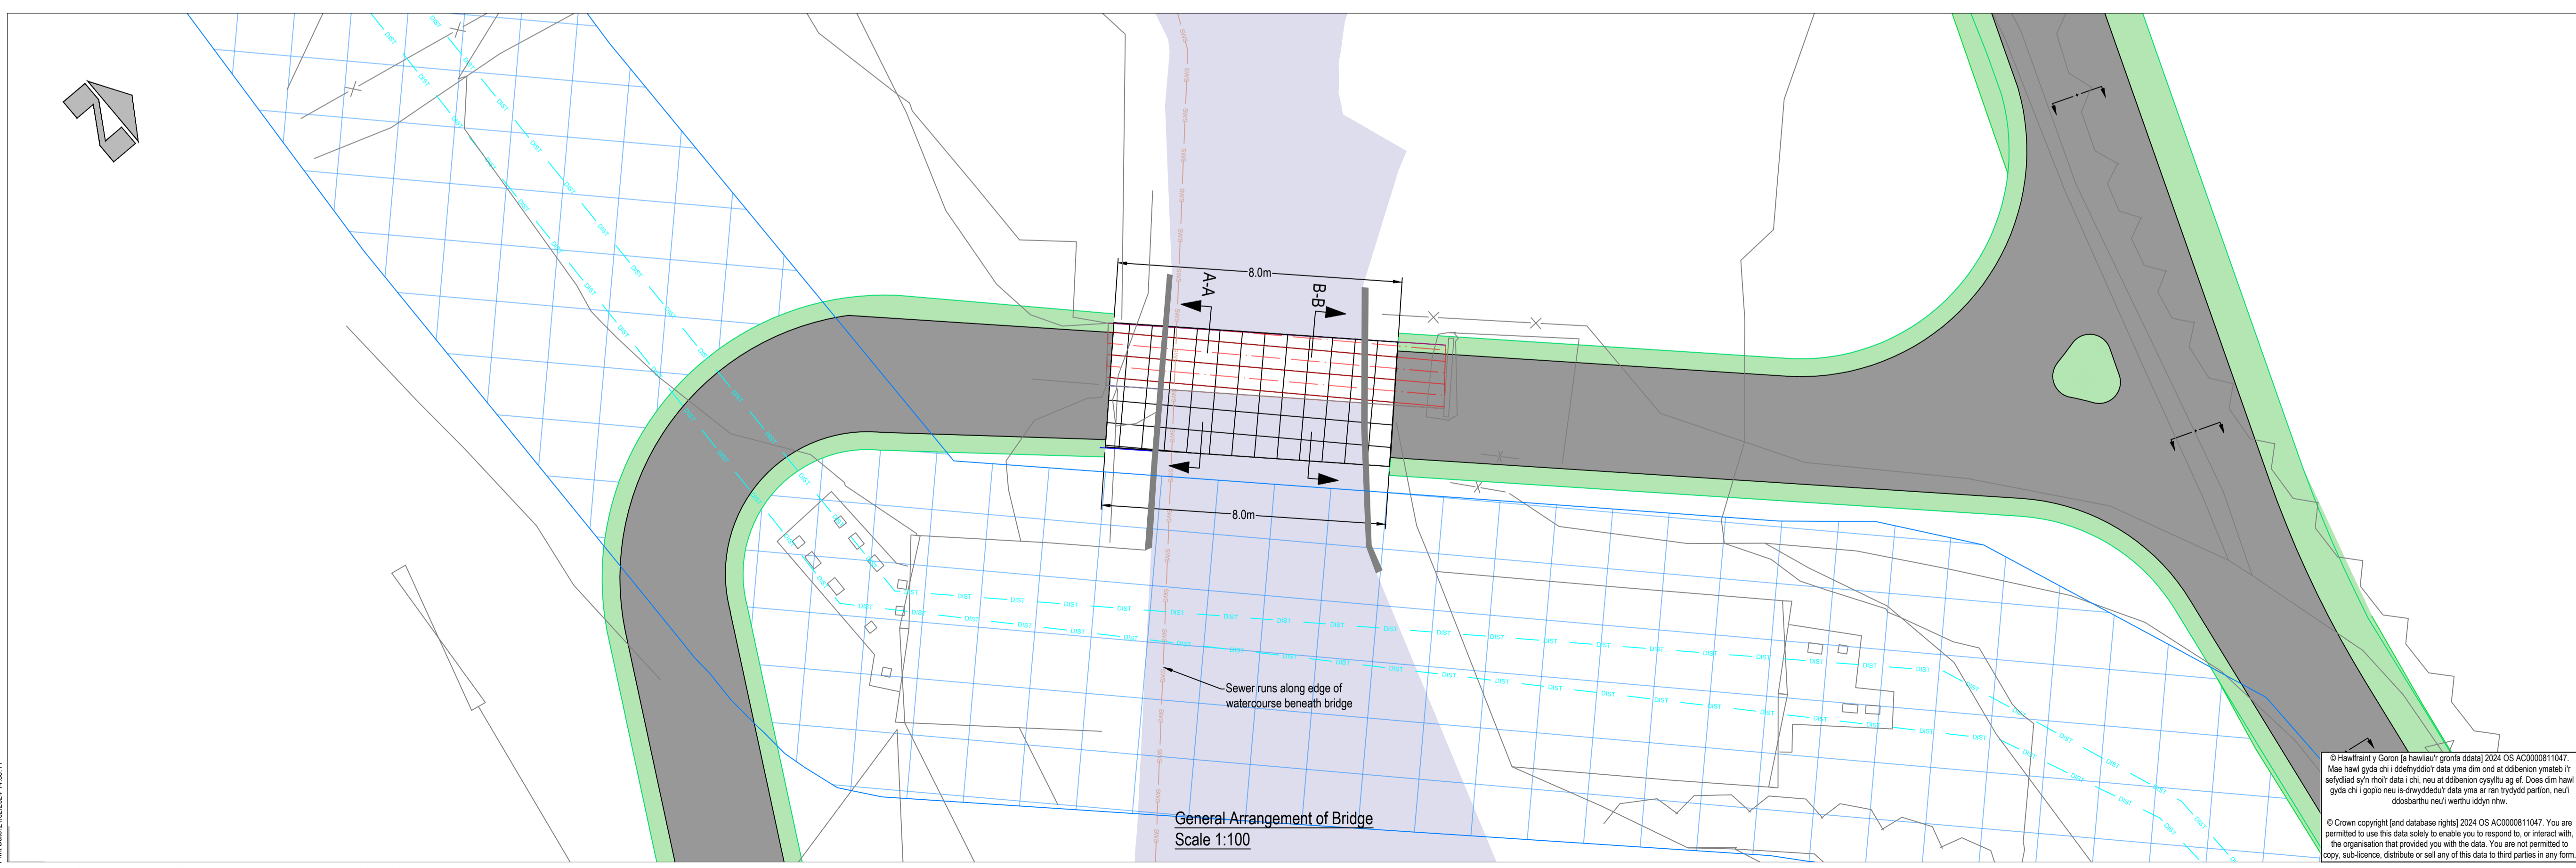 8.0m
A-A
B-B
8.0m
Sewer runs along edge of
watercourse beneath bridge
General Arrangement of Bridge
Scale 1:100
© Hawlfraint y Goron [a hawliau'r gronfa ddata] 2024 OS AC0000811047.
Mae hawl gyda chi i ddefnyddio'r data yma dim ond at ddibenion ymateb i'r
sefydliad sy'n rhoi'r data i chi, neu at ddibenion cysylltu ag ef. Does dim hawl
gyda chi i gopïo neu is-drwyddedu'r data yma ar ran trydydd partïon, neu'i
ddosbarthu neu'i werthu iddyn nhw.
© Crown copyright [and database rights] 2024 OS AC0000811047. You are
permitted to use this data solely to enable you to respond to, or interact with,
the organisation that provided you with the data. You are not permitted to
copy, sub-licence, distribute or sell any of this data to third parties in any form.